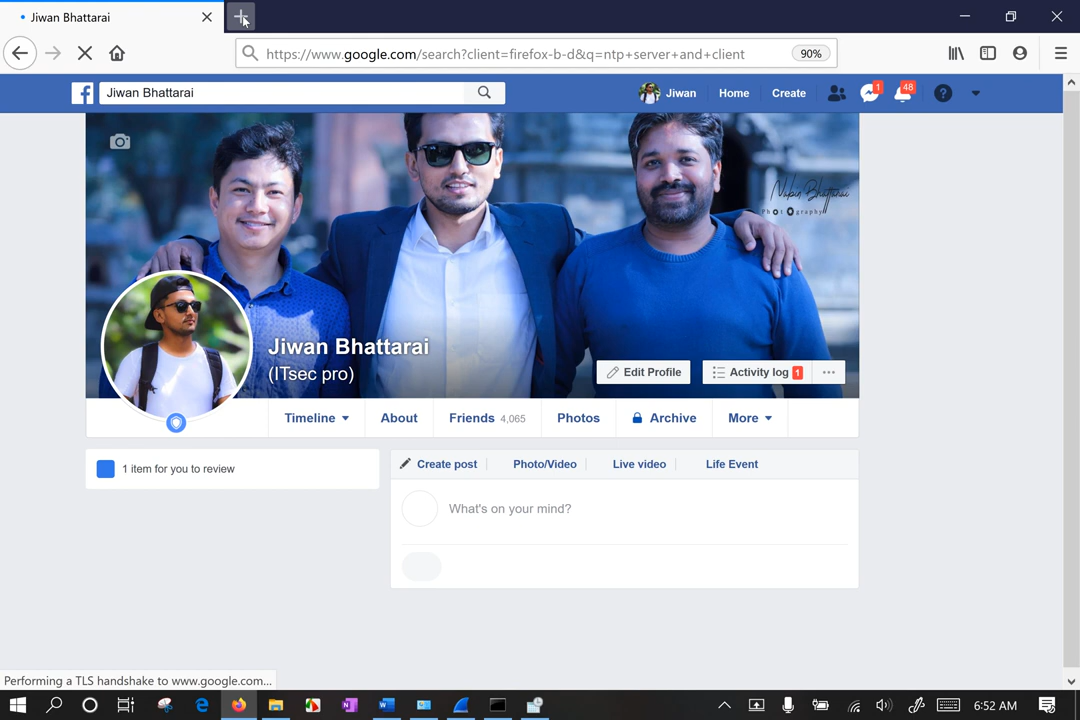 Jiwan Bhattarai
https://www.google.com/search?client=firefox-b-d&q=ntp+server+and+client
90%
Jiwan Bhattarai
Jiwan
Home
Create
1
48
Nabin Bhattarai
Photography
Jiwan Bhattarai
(ITsec pro)
Edit Profile
Activity log 1
Timeline
About
Friends 4,065
Photos
Archive
More
1 item for you to review
Create post
Photo/Video
Live video
Life Event
What's on your mind?
Performing a TLS handshake to www.google.com...
6:52 AM